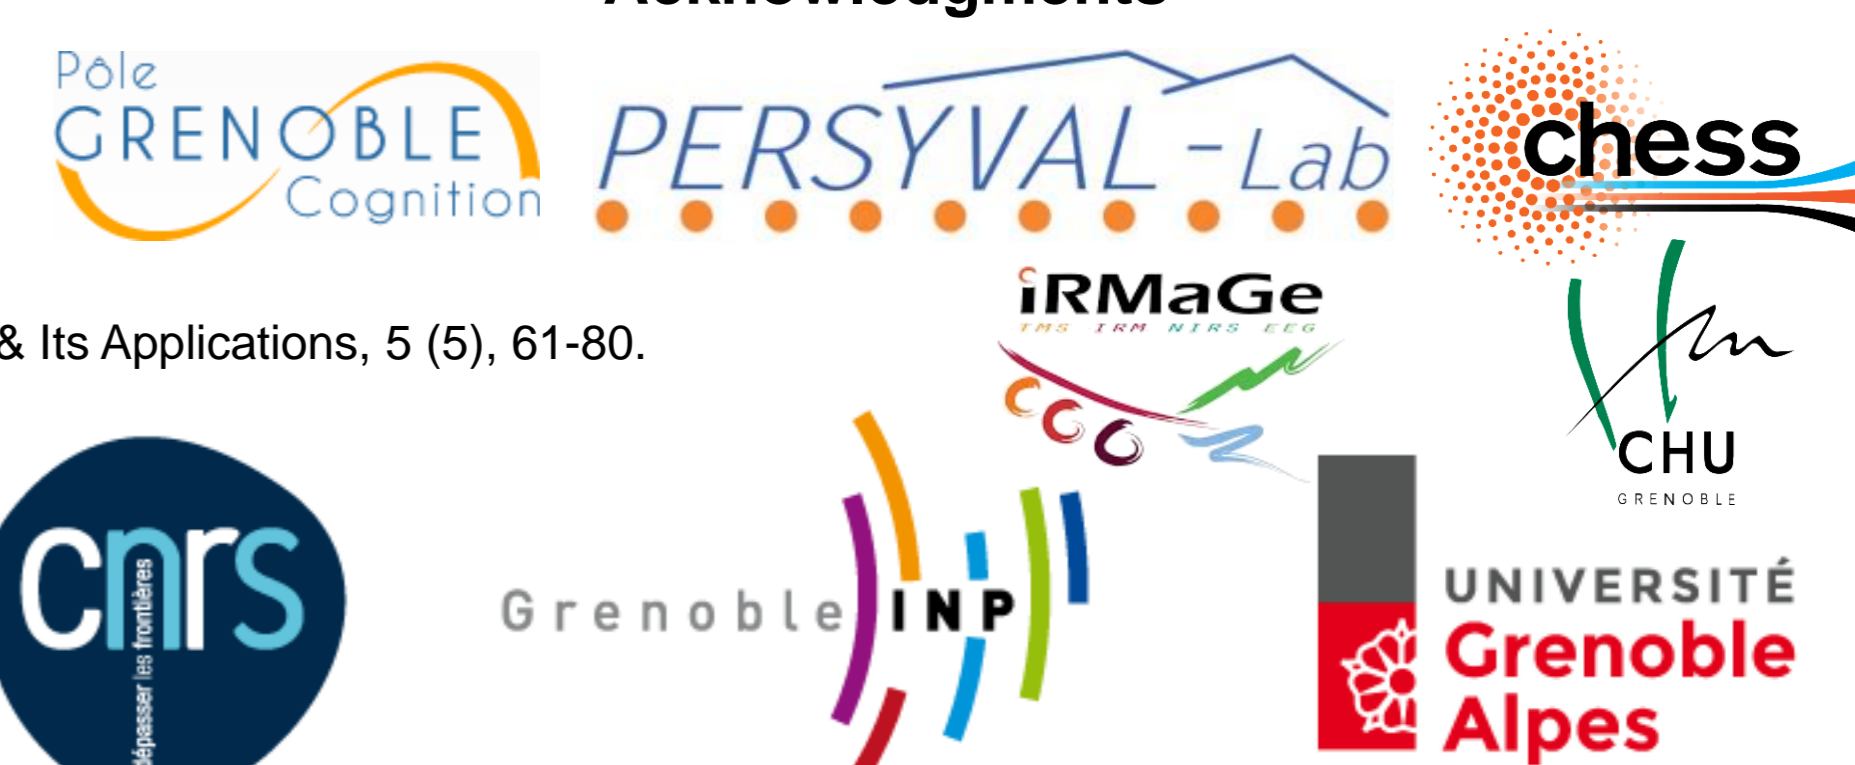 Acknowledgments
Pôle
GRENOBLE
Cognition
PERSYVAL-Lab
chess
iRMaGe
TMS IRM NIRS EEG
& Its Applications, 5 (5), 61-80.
CHU
GRENOBLE
cnrs
dépasser les frontières
Grenoble INP
UNIVERSITÉ
Grenoble
Alpes